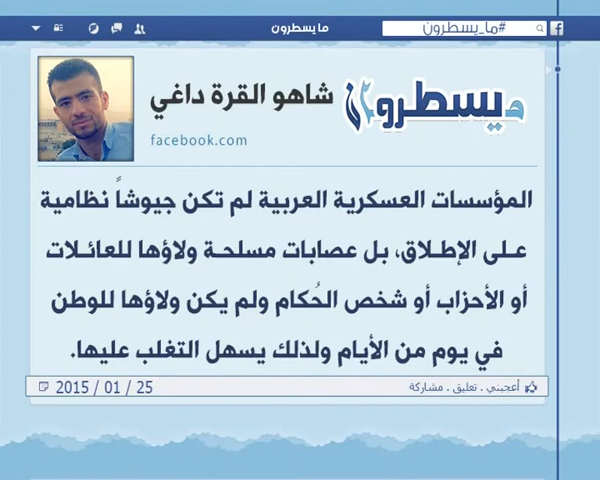 ما يسطرون
#ما_يسطرون
ما يسطرون
شاهو القرة داغي
facebook.com
المؤسسات العسكرية العربية لم تكن جيوشاً نظامية
على الإطلاق، بل عصابات مسلحة ولاؤها للعائلات
أو الأحزاب أو شخص الحُكام ولم يكن ولاؤها للوطن
في يوم من الأيام ولذلك يسهل التغلب عليها.
أعجبني . تعليق . مشاركة
2015 / 01 / 25